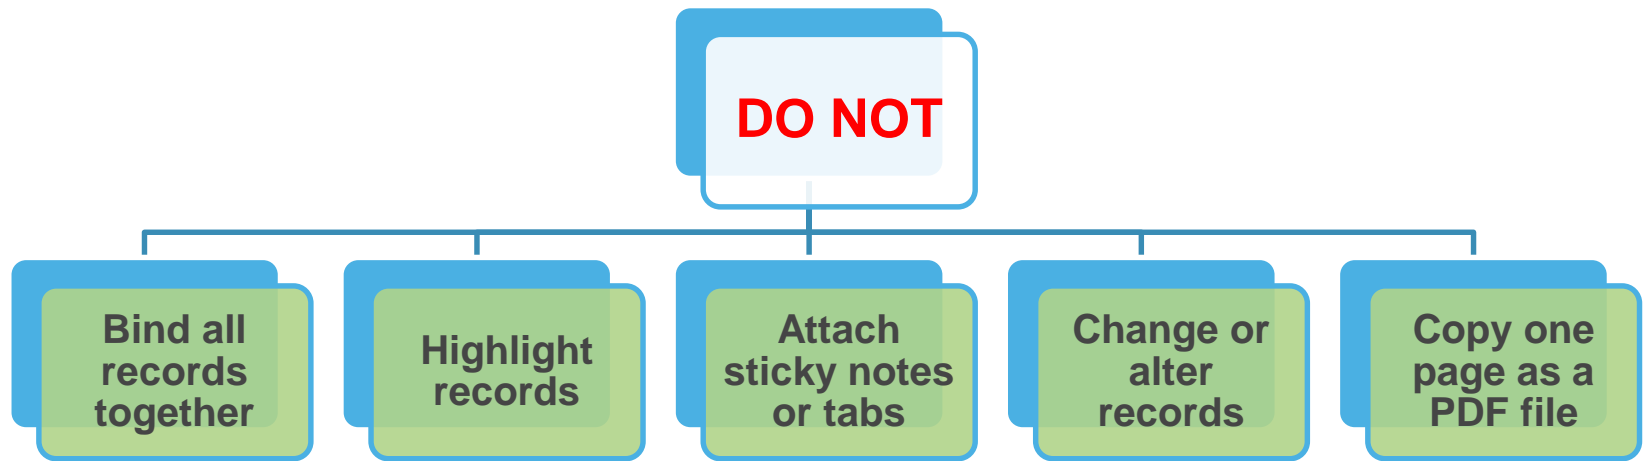 DO NOT
Bind all
records
together
Highlight
records
Attach
sticky notes
or tabs
Change or
alter
records
Copy one
page as a
PDF file